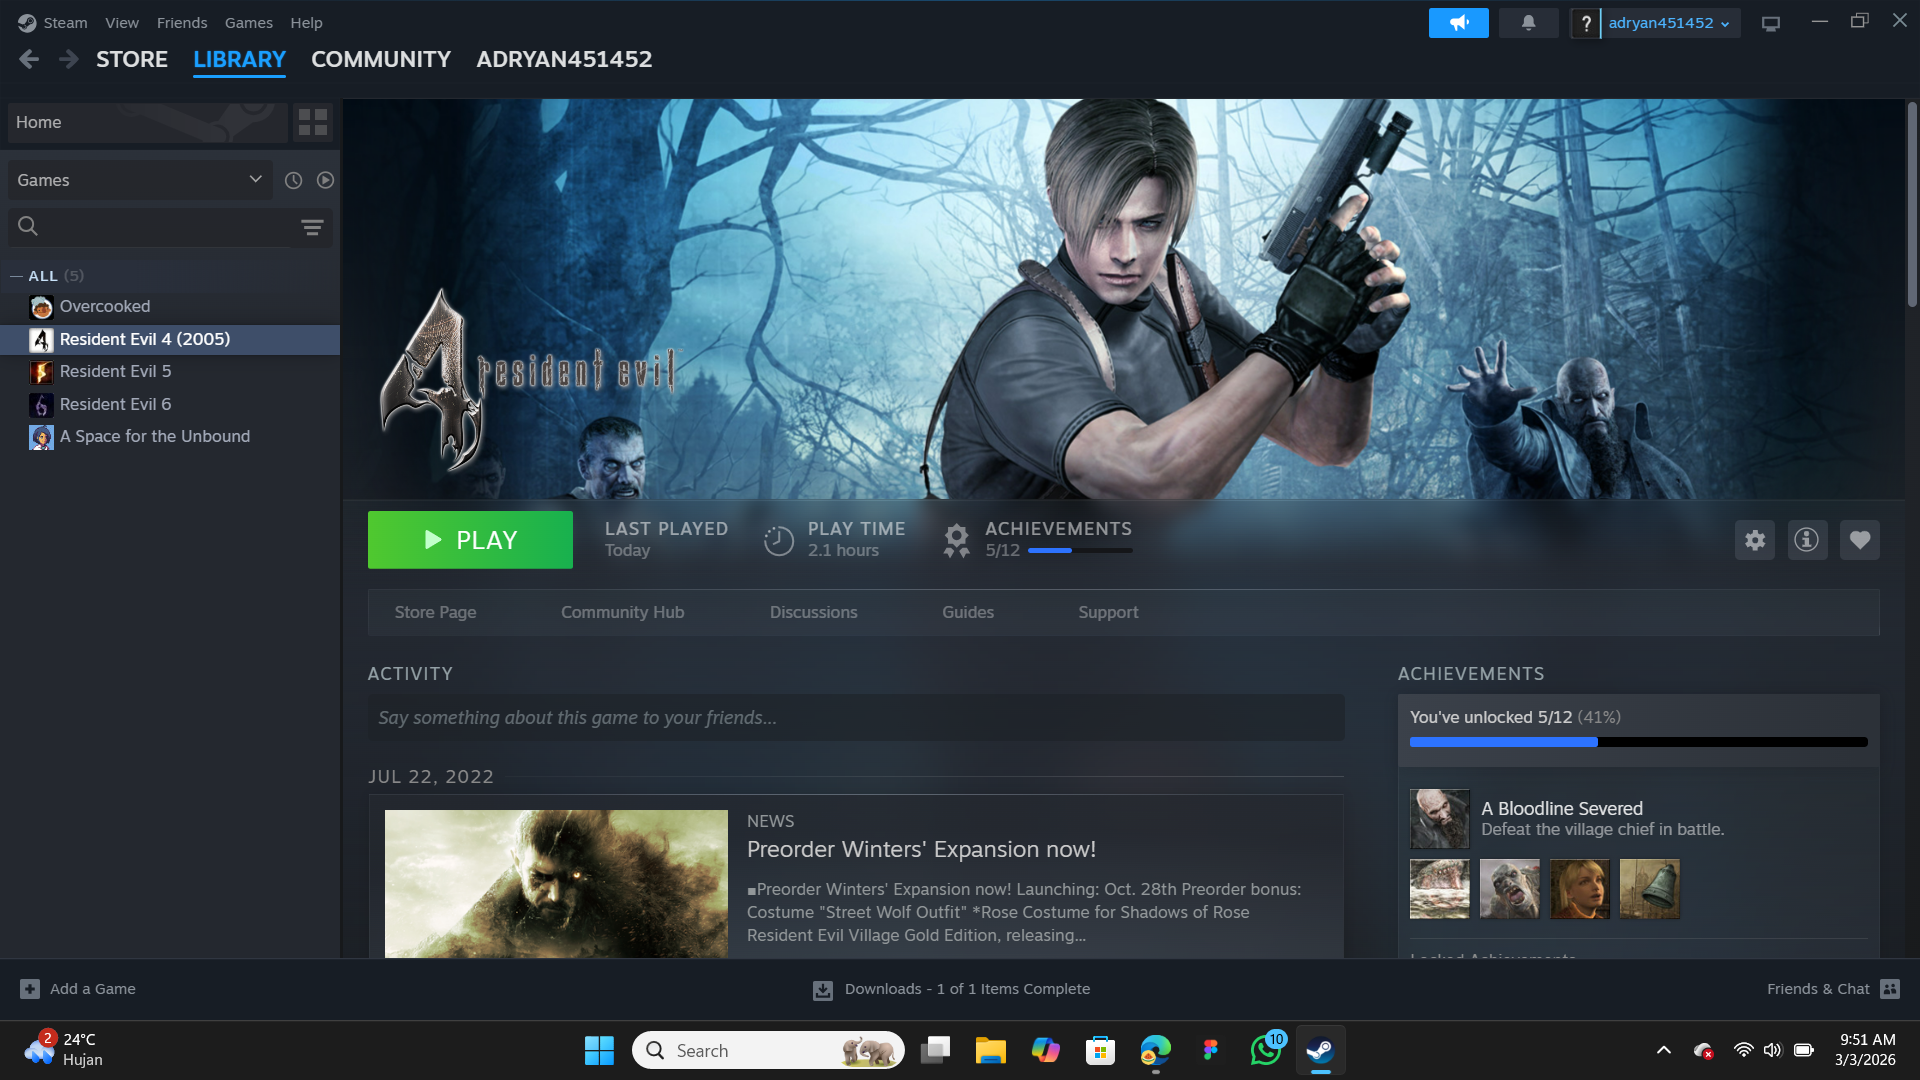 Steam View Friends Games Help
? adryan451452
STORE LIBRARY COMMUNITY ADRYAN451452
Home
Games
— ALL (5)
Overcooked
Resident Evil 4 (2005)
Resident Evil 5
Resident Evil 6
A Space for the Unbound
4 resident evil
PLAY
LAST PLAYED
Today
PLAY TIME
2.1 hours
ACHIEVEMENTS
5/12
Store Page Community Hub Discussions Guides Support
ACTIVITY
Say something about this game to your friends...
JUL 22, 2022
NEWS
Preorder Winters' Expansion now!
■Preorder Winters' Expansion now! Launching: Oct. 28th Preorder bonus:
Costume "Street Wolf Outfit" *Rose Costume for Shadows of Rose
Resident Evil Village Gold Edition, releasing...
ACHIEVEMENTS
You've unlocked 5/12 (41%)
A Bloodline Severed
Defeat the village chief in battle.
Locked Achievements
Add a Game
Downloads - 1 of 1 Items Complete
Friends & Chat
2
24°C
Hujan
Search
10
9:51 AM
3/3/2026